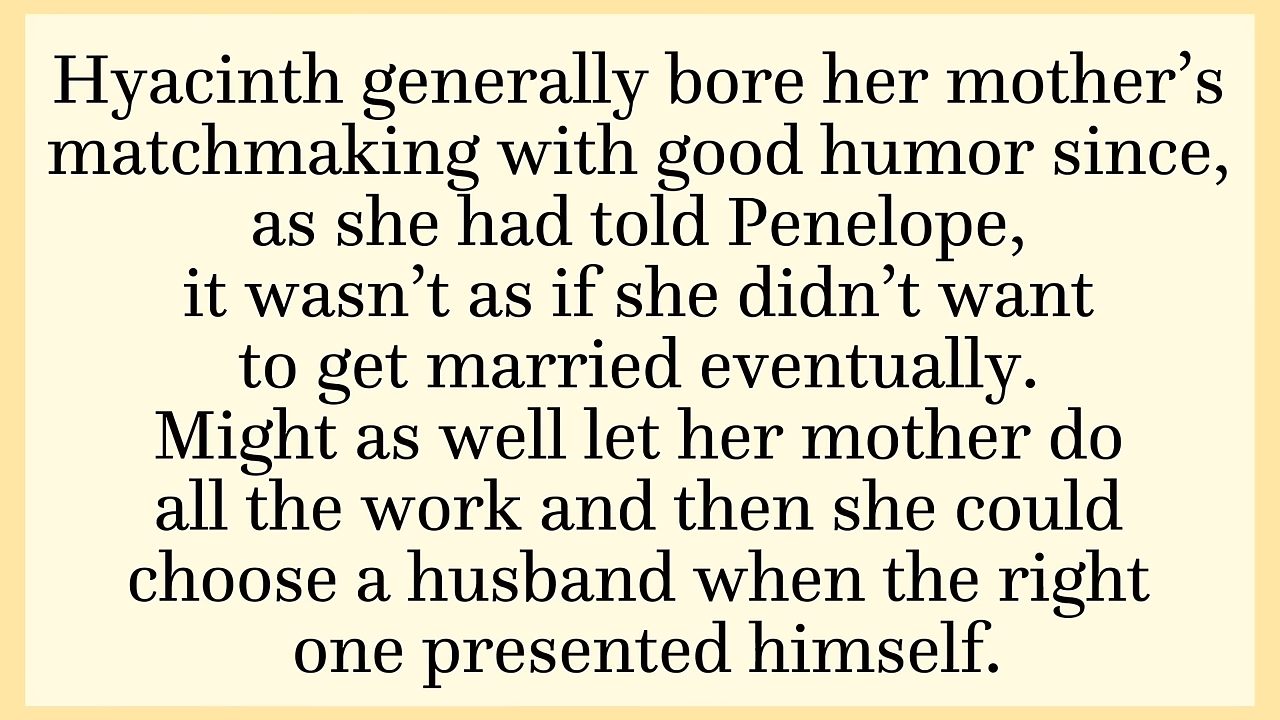 Hyacinth generally bore her mother’s
matchmaking with good humor since,
as she had told Penelope,
it wasn’t as if she didn’t want
to get married eventually.
Might as well let her mother do
all the work and then she could
choose a husband when the right
one presented himself.